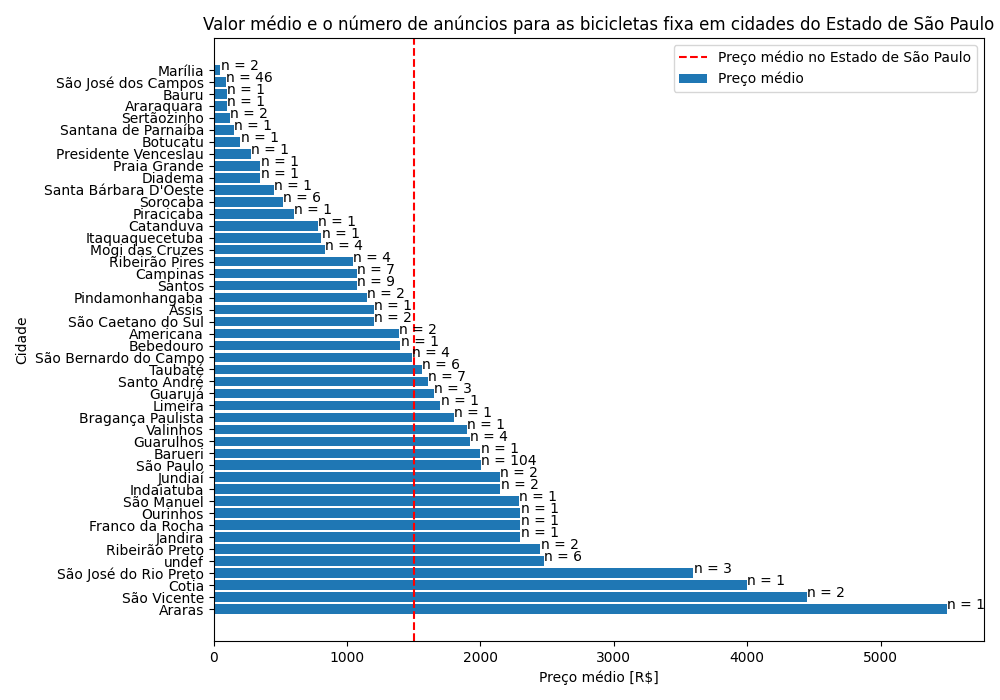 Valor médio e o número de anúncios para as bicicletas fixa em cidades do Estado de São Paulo
Preço médio no Estado de São Paulo
Preço médio
Cidade
Marília n = 2
São José dos Campos n = 46
Bauru n = 1
Araraquara n = 1
Sertãozinho n = 2
Santana de Parnaíba n = 1
Botucatu n = 1
Presidente Venceslau n = 1
Praia Grande n = 1
Diadema n = 1
Santa Bárbara D'Oeste n = 1
Sorocaba n = 6
Piracicaba n = 1
Catanduva n = 1
Itaquaquecetuba n = 1
Mogi das Cruzes n = 4
Ribeirão Pires n = 4
Campinas n = 7
Santos n = 9
Pindamonhangaba n = 2
Assis n = 1
São Caetano do Sul n = 2
Americana n = 2
Bebedouro n = 1
São Bernardo do Campo n = 4
Taubaté n = 6
Santo André n = 7
Guarujá n = 3
Limeira n = 1
Bragança Paulista n = 1
Valinhos n = 1
Guarulhos n = 4
Barueri n = 1
São Paulo n = 104
Jundiaí n = 2
Indaiatuba n = 2
São Manuel n = 1
Ourinhos n = 1
Franco da Rocha n = 1
Jandira n = 1
Ribeirão Preto n = 2
undef n = 6
São José do Rio Preto n = 3
Cotia n = 1
São Vicente n = 2
Araras n = 1
0 1000 2000 3000 4000 5000
Preço médio [R$]